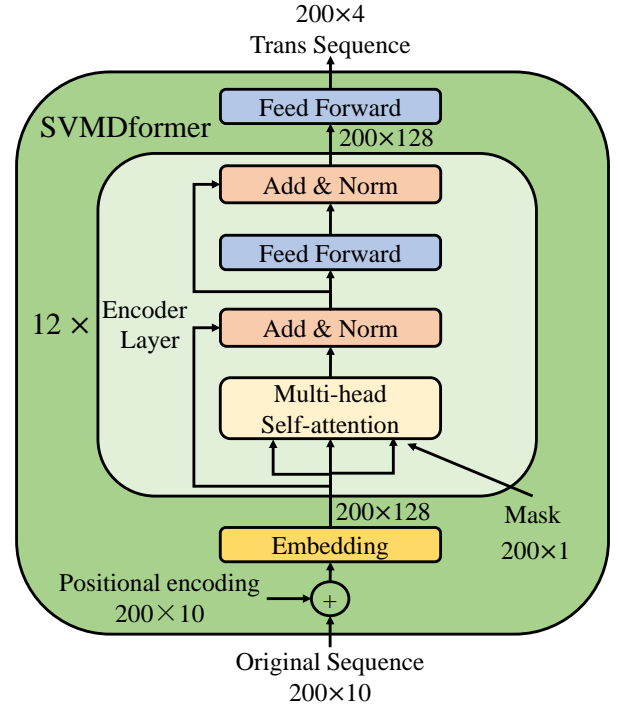 200×4
Trans Sequence
Feed Forward
SVMDformer
200×128
Add & Norm
Feed Forward
12 ×
Encoder
Layer
Add & Norm
Multi-head
Self-attention
200×128
Mask
200×1
Embedding
Positional encoding
200×10
+
Original Sequence
200×10